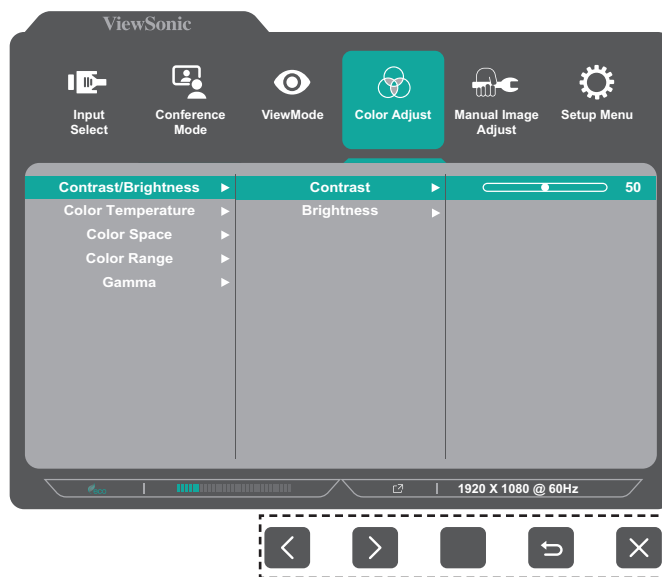 ViewSonic
Input Select
Conference Mode
ViewMode
Color Adjust
Manual Image Adjust
Setup Menu
Contrast/Brightness
Contrast
50
Color Temperature
Brightness
Color Space
Color Range
Gamma
eco
1920 X 1080 @ 60Hz